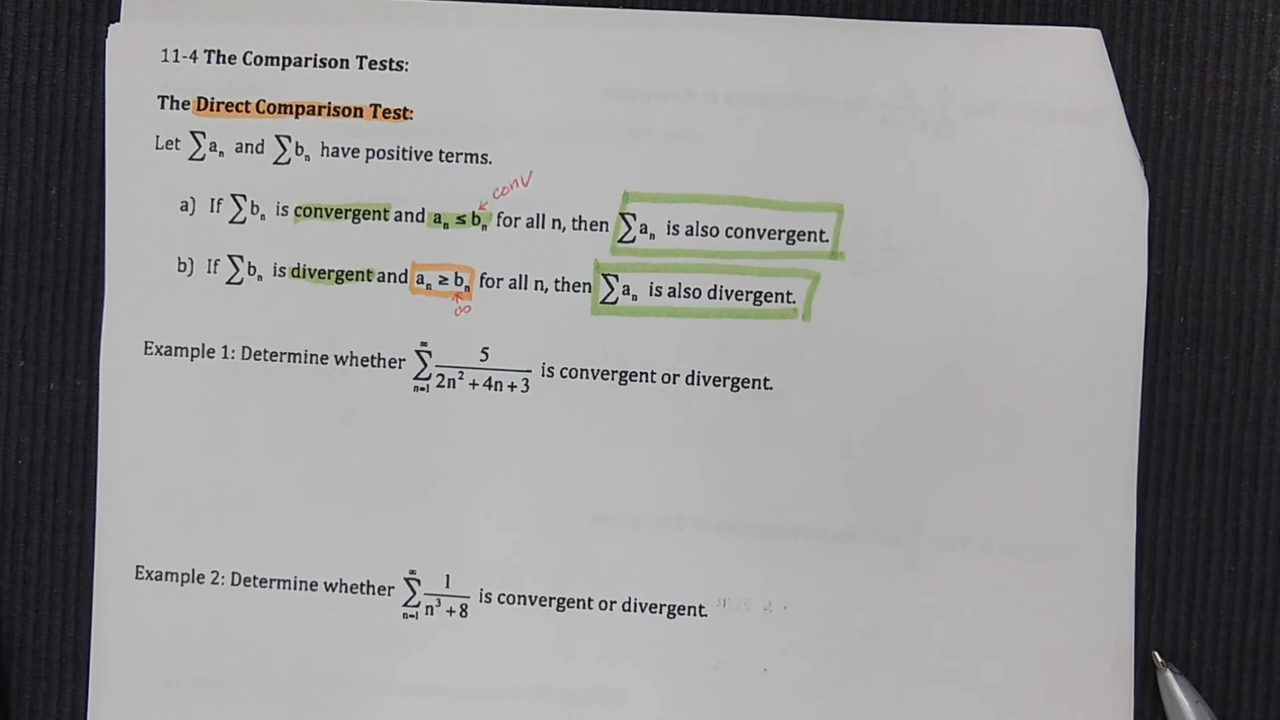 11-4 The Comparison Tests:
The Direct Comparison Test:
Let ∑aₙ and ∑bₙ have positive terms.
conv
a) If ∑bₙ is convergent and aₙ ≤ bₙ for all n, then ∑aₙ is also convergent.
b) If ∑bₙ is divergent and aₙ ≥ bₙ for all n, then ∑aₙ is also divergent.
∞
Example 1: Determine whether ∑_{n=1}^{∞} 5/(2n² + 4n + 3) is convergent or divergent.
Example 2: Determine whether ∑_{n=1}^{∞} 1/(n³ + 8) is convergent or divergent.